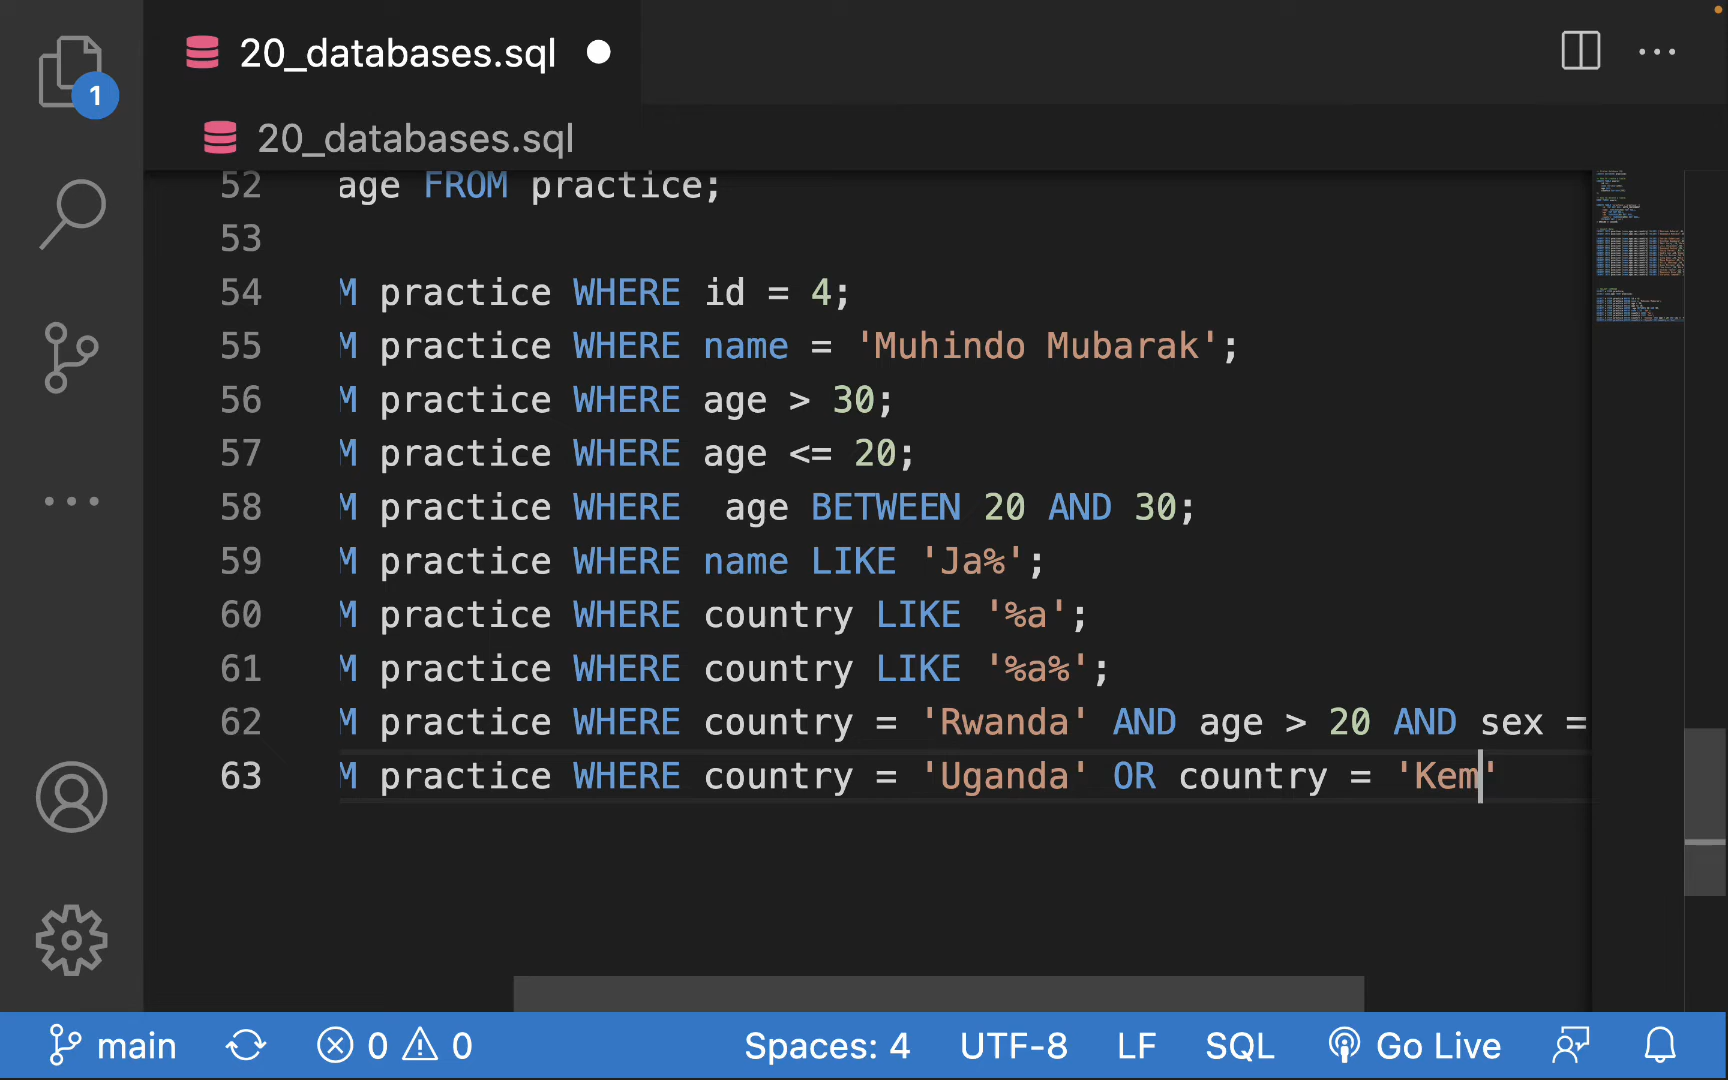 20_databases.sql
1
20_databases.sql
52 age FROM practice;
53
54 M practice WHERE id = 4;
55 M practice WHERE name = 'Muhindo Mubarak';
56 M practice WHERE age > 30;
57 M practice WHERE age <= 20;
58 M practice WHERE  age BETWEEN 20 AND 30;
59 M practice WHERE name LIKE 'Ja%';
60 M practice WHERE country LIKE '%a';
61 M practice WHERE country LIKE '%a%';
62 M practice WHERE country = 'Rwanda' AND age > 20 AND sex =
63 M practice WHERE country = 'Uganda' OR country = 'Kem'
main 0 0 Spaces: 4 UTF-8 LF SQL Go Live